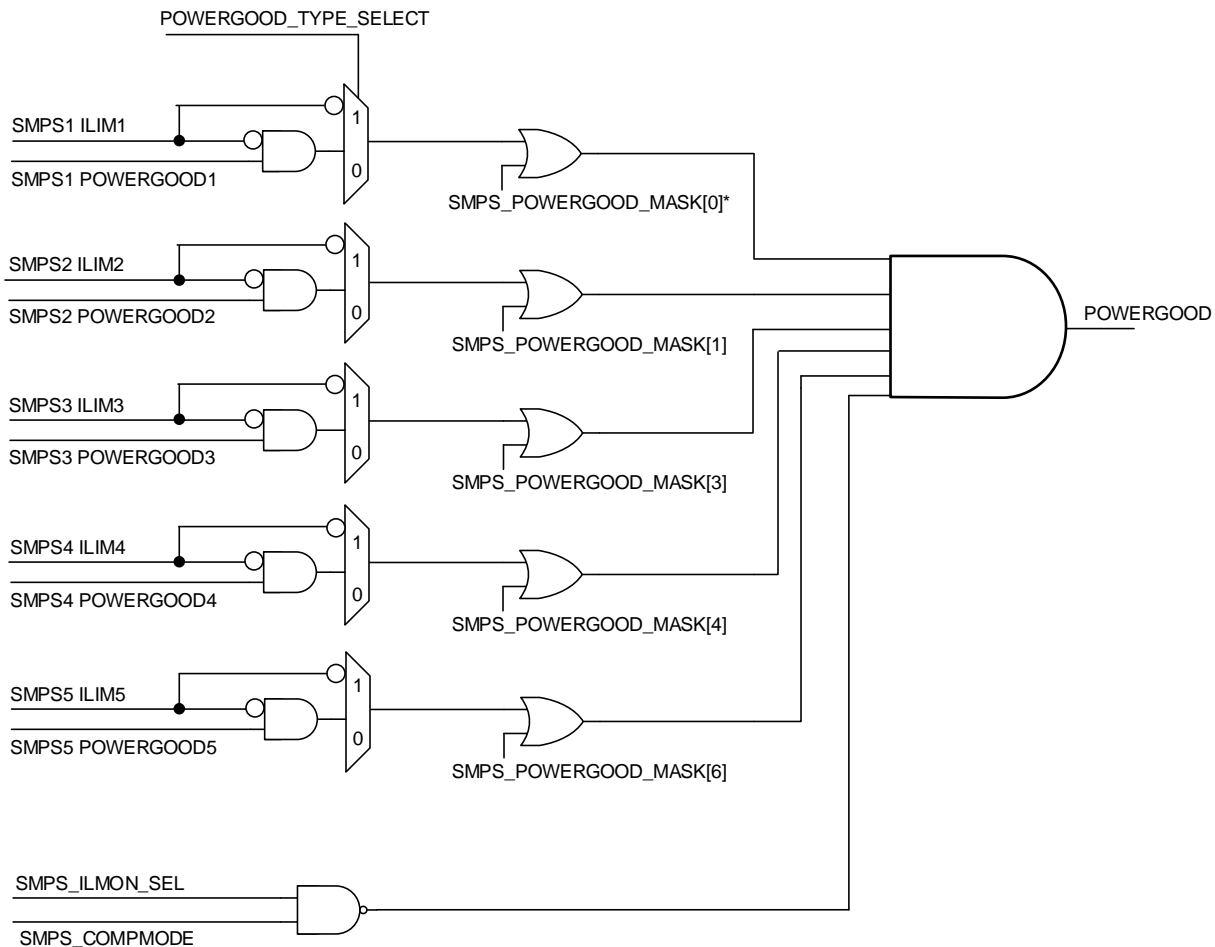 POWERGOOD_TYPE_SELECT
SMPS1 ILIM1
1
SMPS1 POWERGOOD1
0
SMPS_POWERGOOD_MASK[0]*
SMPS2 ILIM2
1
SMPS2 POWERGOOD2
0
POWERGOOD
SMPS_POWERGOOD_MASK[1]
SMPS3 ILIM3
1
SMPS3 POWERGOOD3
0
SMPS_POWERGOOD_MASK[3]
SMPS4 ILIM4
1
SMPS4 POWERGOOD4
0
SMPS_POWERGOOD_MASK[4]
SMPS5 ILIM5
1
SMPS5 POWERGOOD5
0
SMPS_POWERGOOD_MASK[6]
SMPS_ILMON_SEL
SMPS_COMPMODE